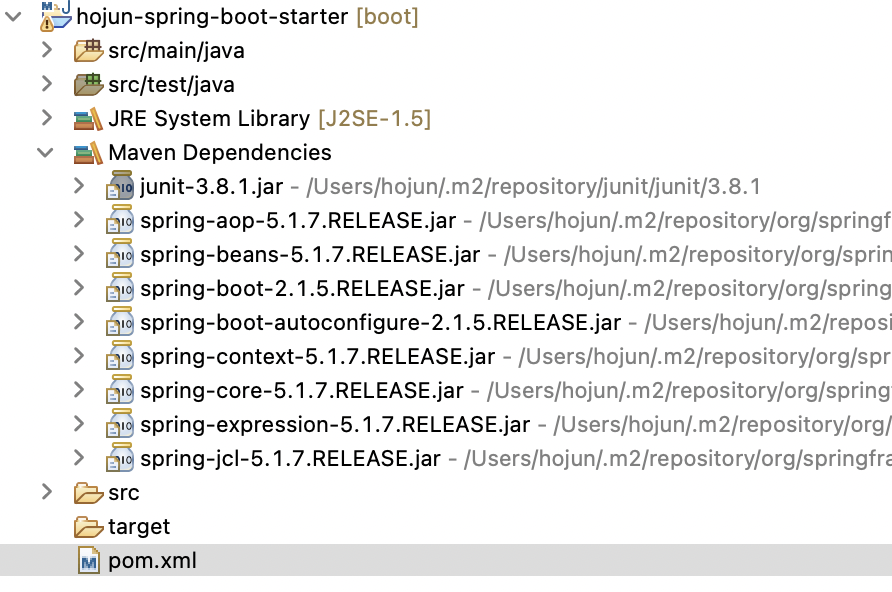 hojun-spring-boot-starter [boot]
src/main/java
src/test/java
JRE System Library [J2SE-1.5]
Maven Dependencies
junit-3.8.1.jar - /Users/hojun/.m2/repository/junit/junit/3.8.1
spring-aop-5.1.7.RELEASE.jar - /Users/hojun/.m2/repository/org/springf
spring-beans-5.1.7.RELEASE.jar - /Users/hojun/.m2/repository/org/sprin
spring-boot-2.1.5.RELEASE.jar - /Users/hojun/.m2/repository/org/spring
spring-boot-autoconfigure-2.1.5.RELEASE.jar - /Users/hojun/.m2/reposi
spring-context-5.1.7.RELEASE.jar - /Users/hojun/.m2/repository/org/spr
spring-core-5.1.7.RELEASE.jar - /Users/hojun/.m2/repository/org/spring
spring-expression-5.1.7.RELEASE.jar - /Users/hojun/.m2/repository/org/
spring-jcl-5.1.7.RELEASE.jar - /Users/hojun/.m2/repository/org/springfra
src
target
pom.xml